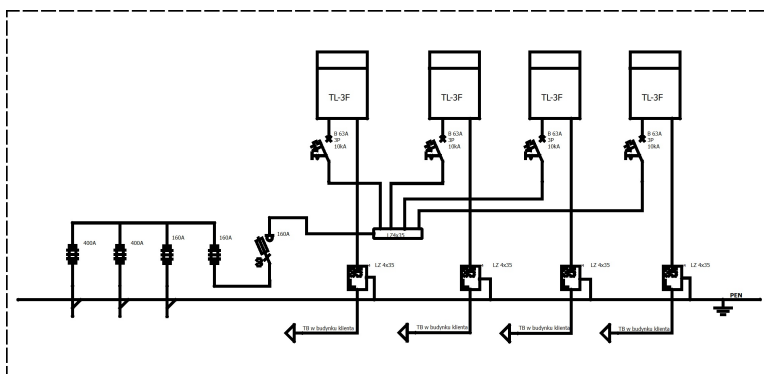 TL-3F
TL-3F
TL-3F
TL-3F
B 63A
3P
10kA
B 63A
3P
10kA
B 63A
3P
10kA
B 63A
3P
10kA
400A
400A
160A
160A
160A
LZ4x35
LZ 4x35
LZ 4x35
LZ 4x35
LZ 4x35
PEN
TB w budynku klienta
TB w budynku klienta
TB w budynku klienta
TB w budynku klienta